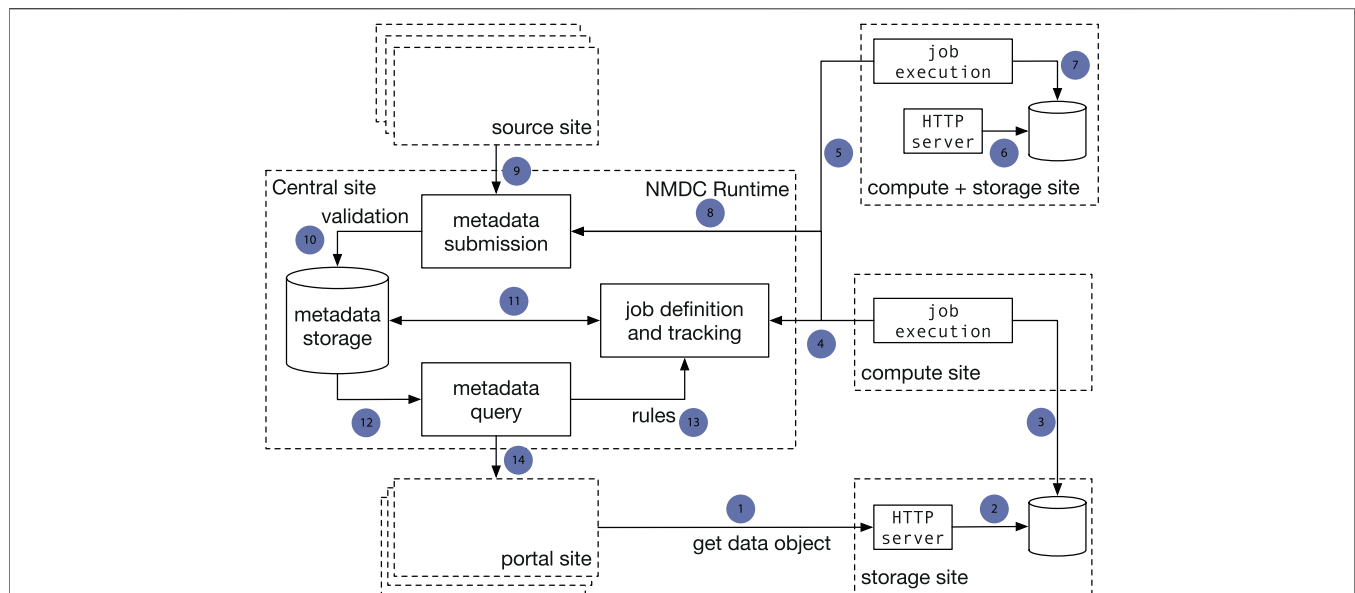 job
execution
7
HTTP
server
6
compute + storage site
source site
9
5
Central site
NMDC Runtime
validation
metadata
submission
8
10
metadata
storage
11
job definition
and tracking
4
job
execution
compute site
metadata
query
12
rules
13
3
14
portal site
1
get data object
HTTP
server
2
storage site